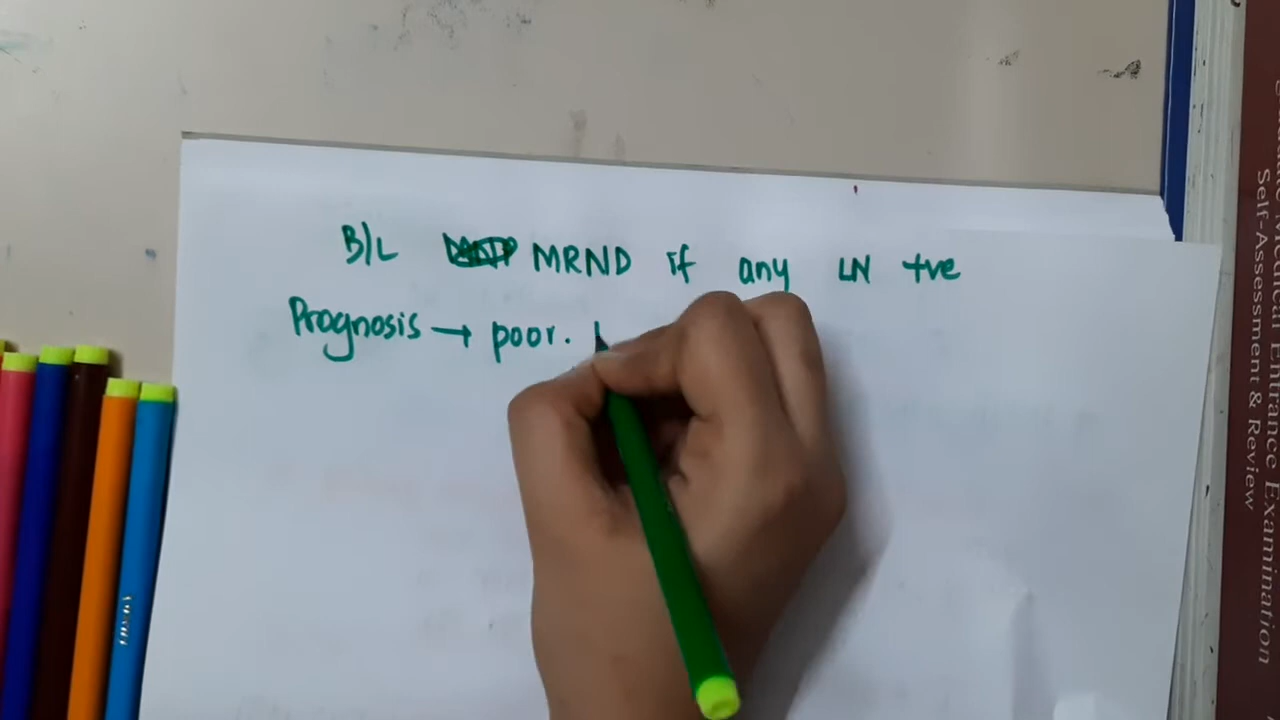 B/L MRND if any LN +ve
Prognosis → poor.
Medical Entrance Examination
Self-Assessment & Review